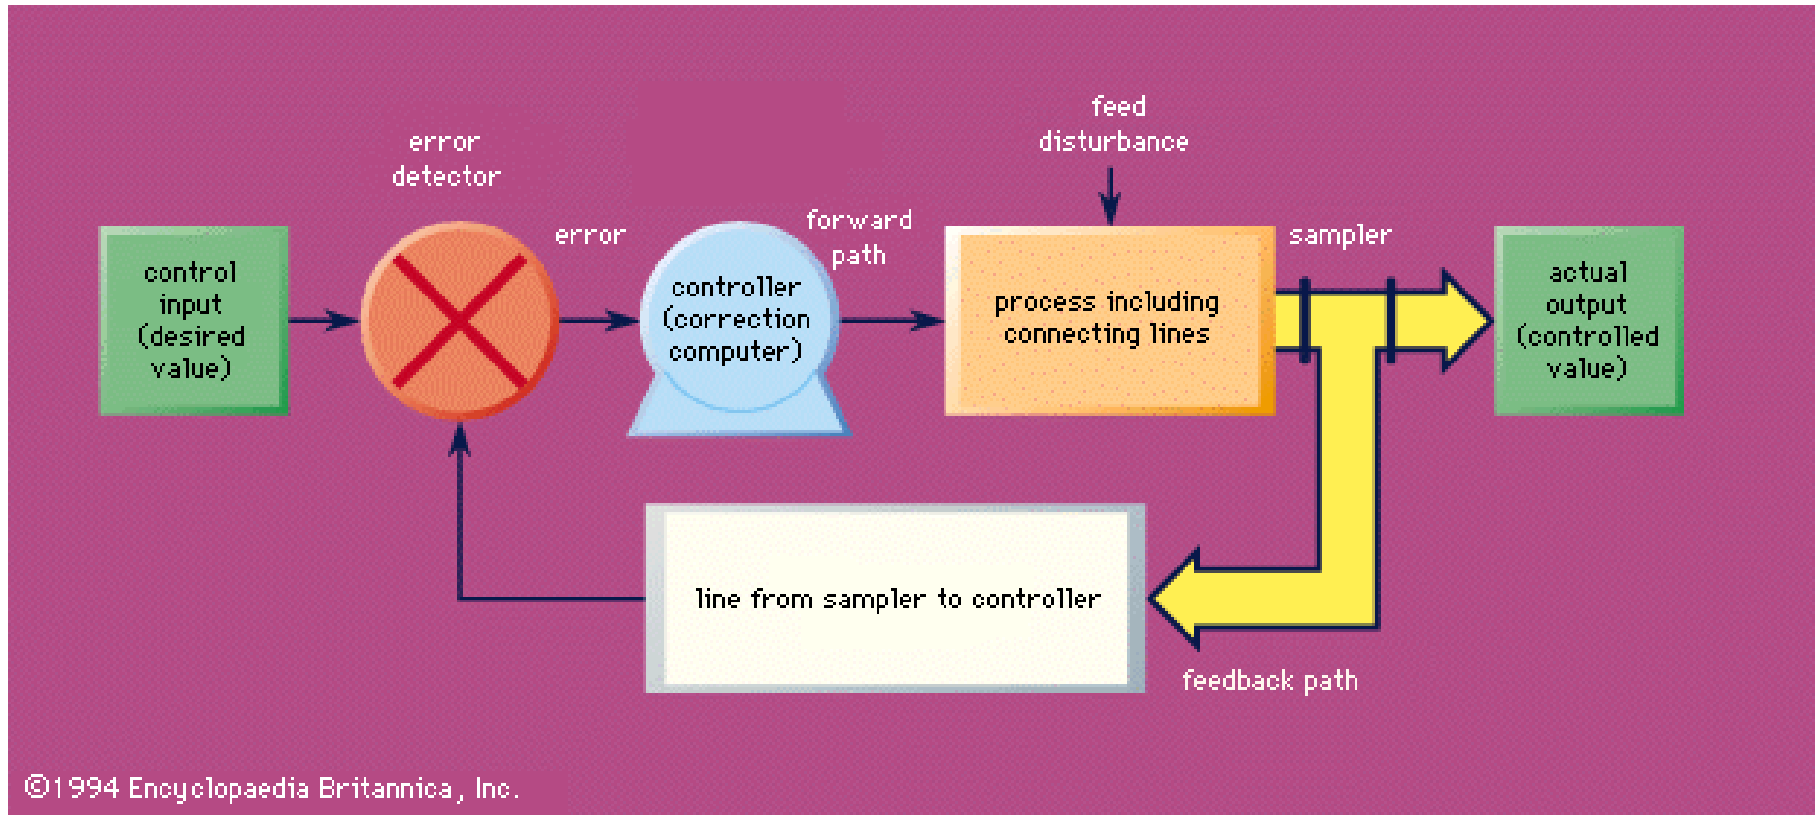 feed
disturbance
error
detector
error
forward
path
sampler
control
input
(desired
value)
controller
(correction
computer)
process including
connecting lines
actual
output
(controlled
value)
line from sampler to controller
feedback path
©1994 Encyclopaedia Britannica, Inc.